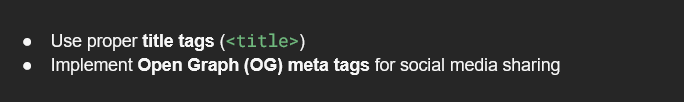 ● Use proper title tags (<title>)
● Implement Open Graph (OG) meta tags for social media sharing